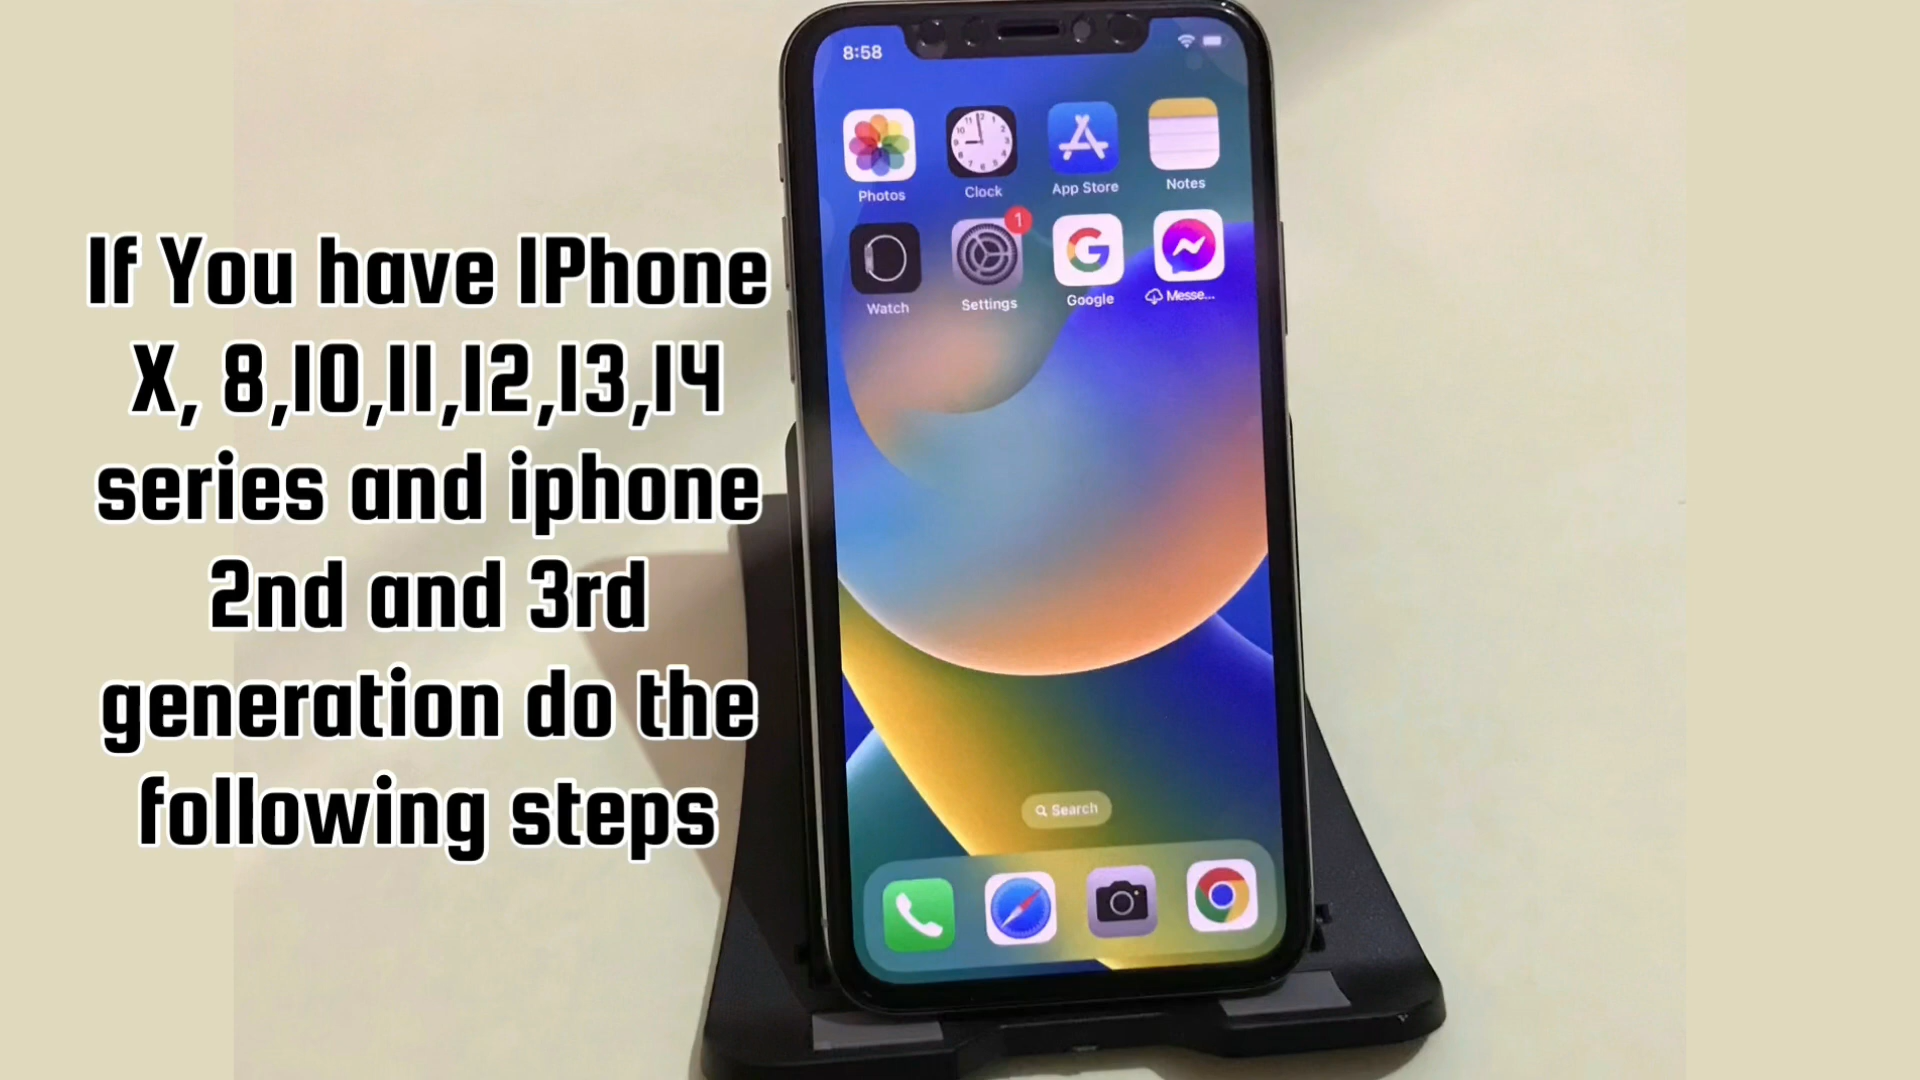 If You have IPhone
X, 8,10,11,12,13,14
series and iphone
2nd and 3rd
generation do the
following steps
8:58
Photos Clock App Store Notes
1
Watch Settings Google Messe...
Search